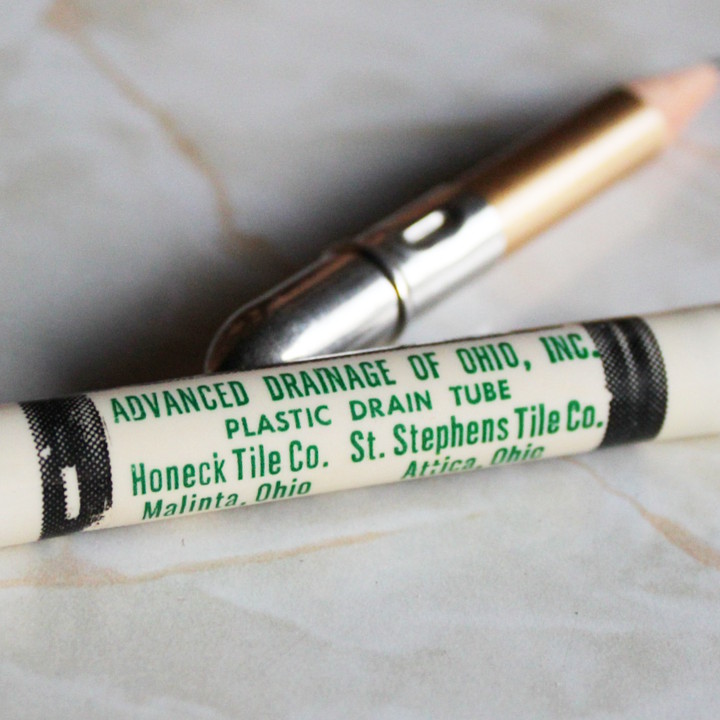 ADVANCED DRAINAGE OF OHIO, INC.
PLASTIC DRAIN TUBE
Honeck Tile Co. St. Stephens Tile Co.
Malinta, Ohio Attica, Ohio